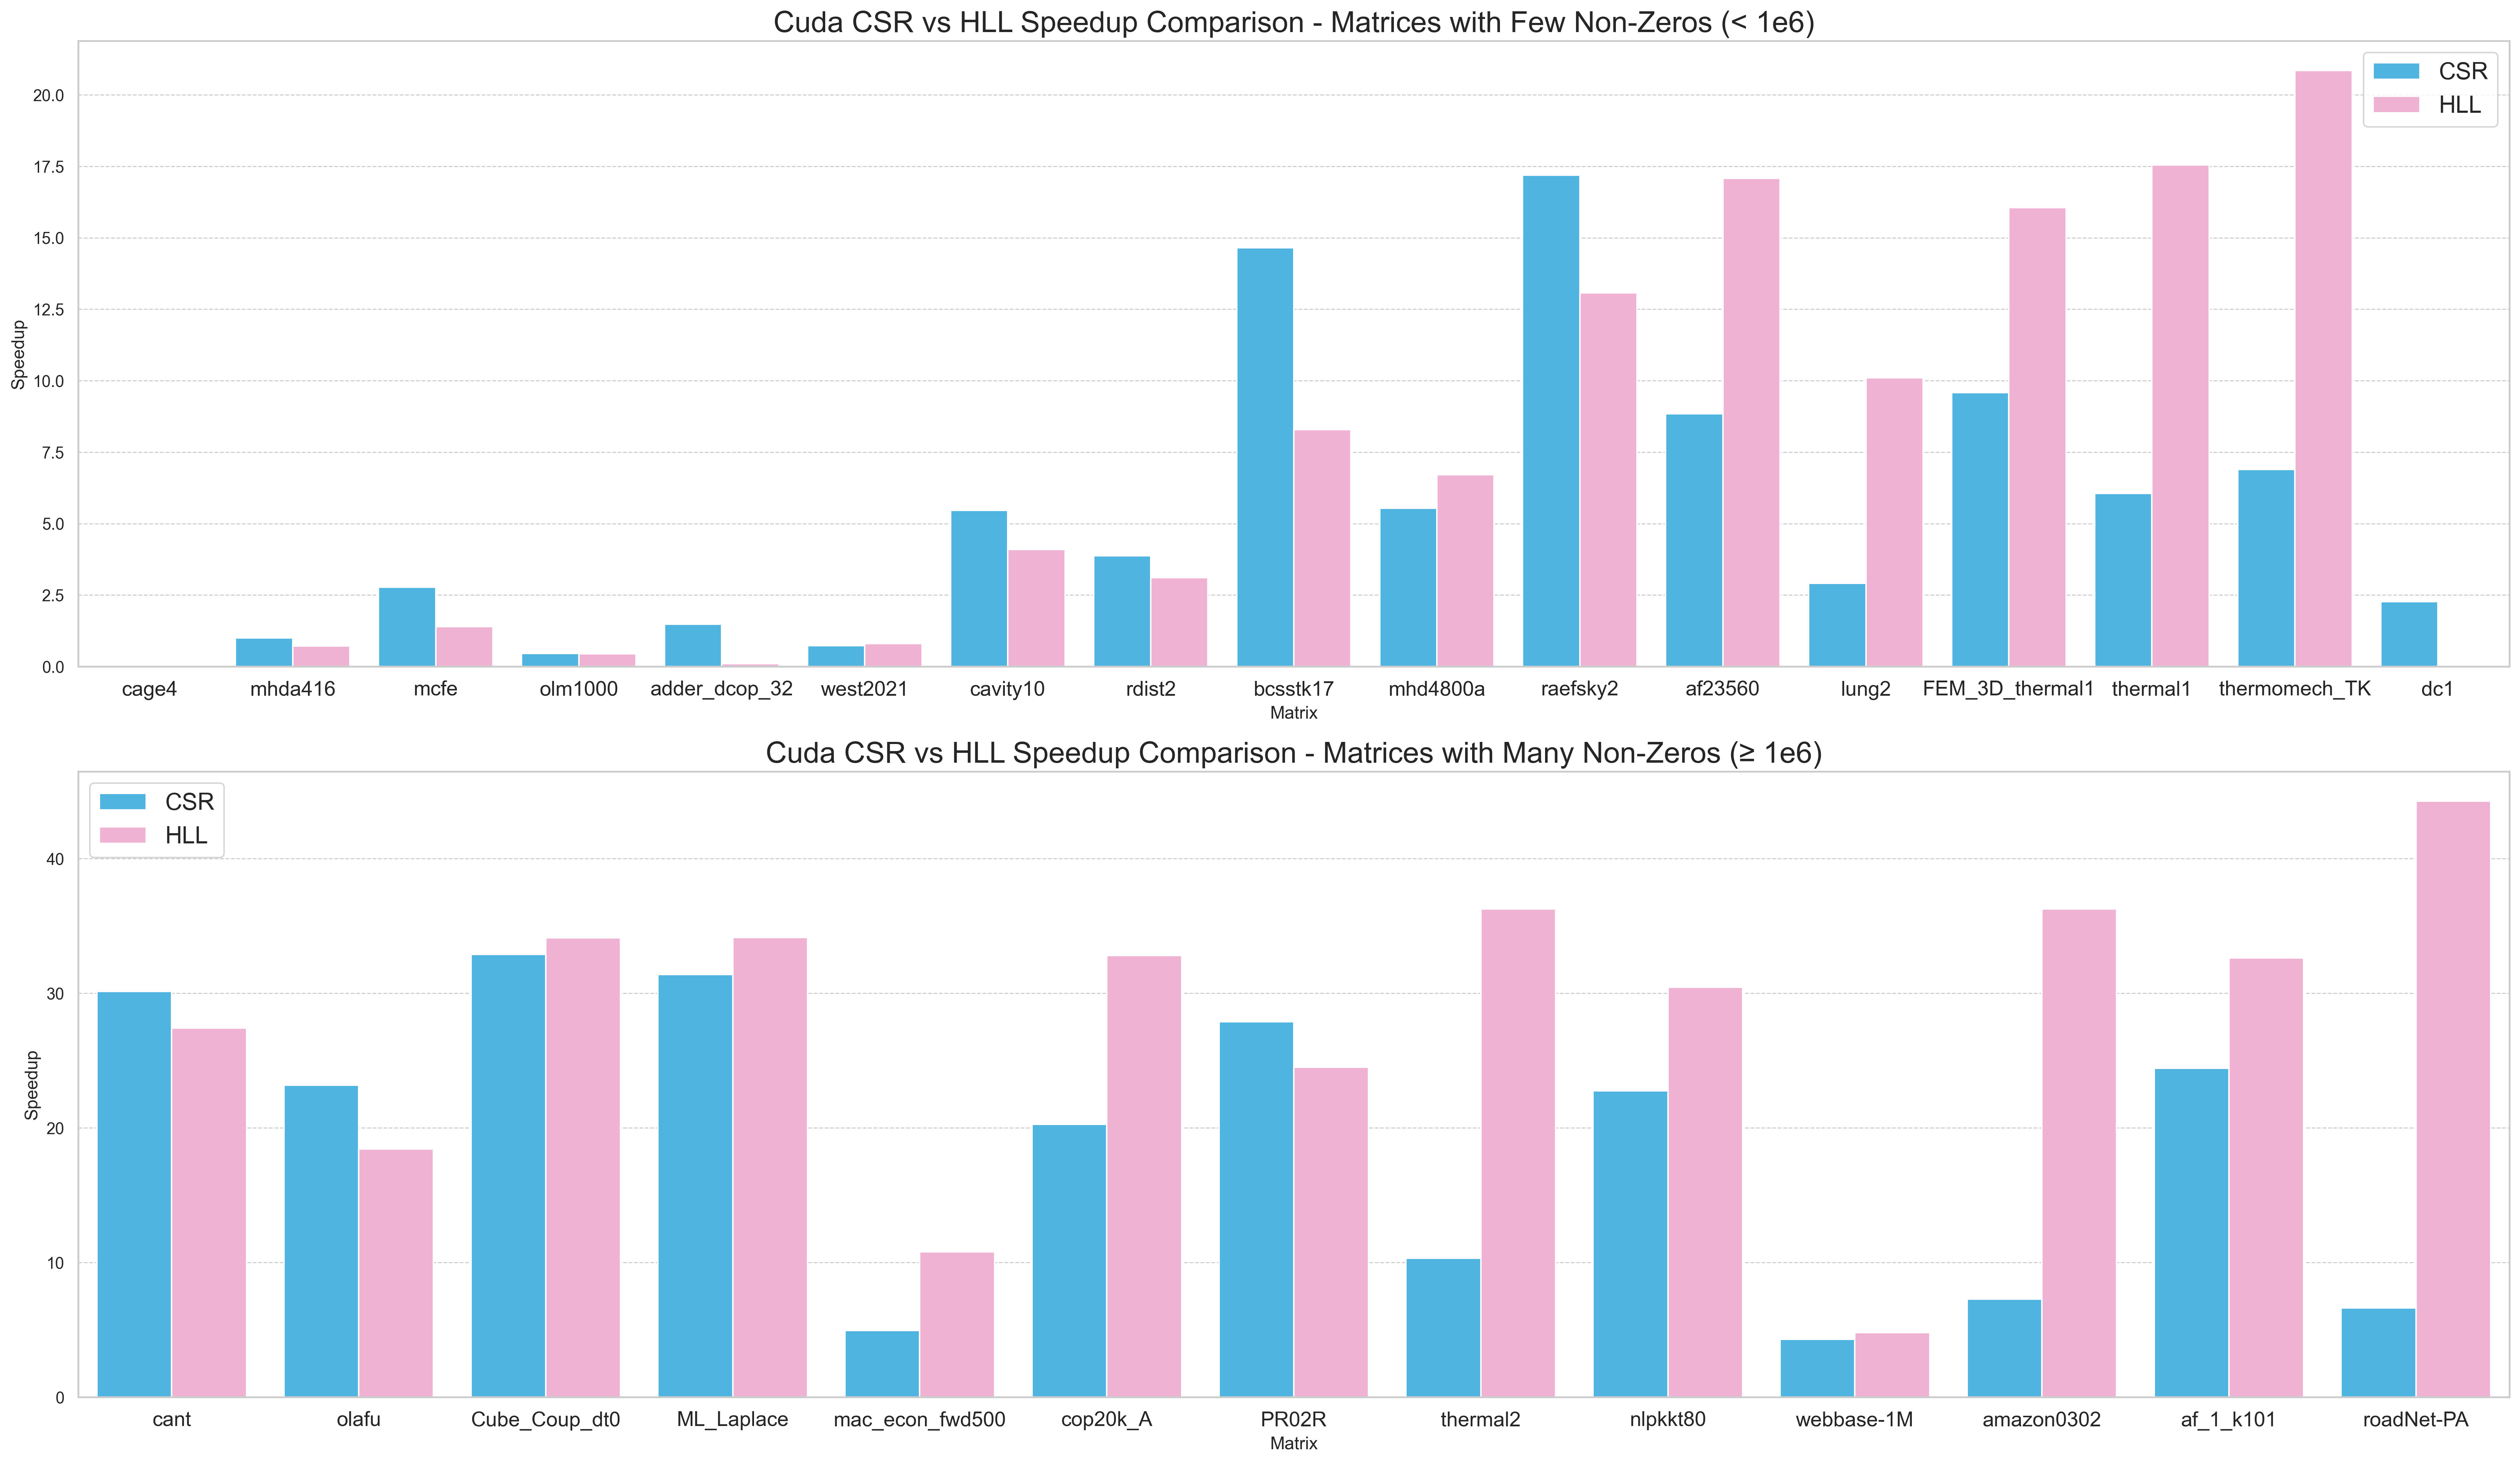 Cuda CSR vs HLL Speedup Comparison - Matrices with Few Non-Zeros (< 1e6)
CSR
HLL
Speedup
20.0
17.5
15.0
12.5
10.0
7.5
5.0
2.5
0.0
cage4 mhda416 mcfe olm1000 adder_dcop_32 west2021 cavity10 rdist2 bcsstk17 mhd4800a raefsky2 af23560 lung2 FEM_3D_thermal1 thermal1 thermomech_TK dc1
Matrix
Cuda CSR vs HLL Speedup Comparison - Matrices with Many Non-Zeros (≥ 1e6)
CSR
HLL
Speedup
40
30
20
10
0
cant olafu Cube_Coup_dt0 ML_Laplace mac_econ_fwd500 cop20k_A PR02R thermal2 nlpkkt80 webbase-1M amazon0302 af_1_k101 roadNet-PA
Matrix